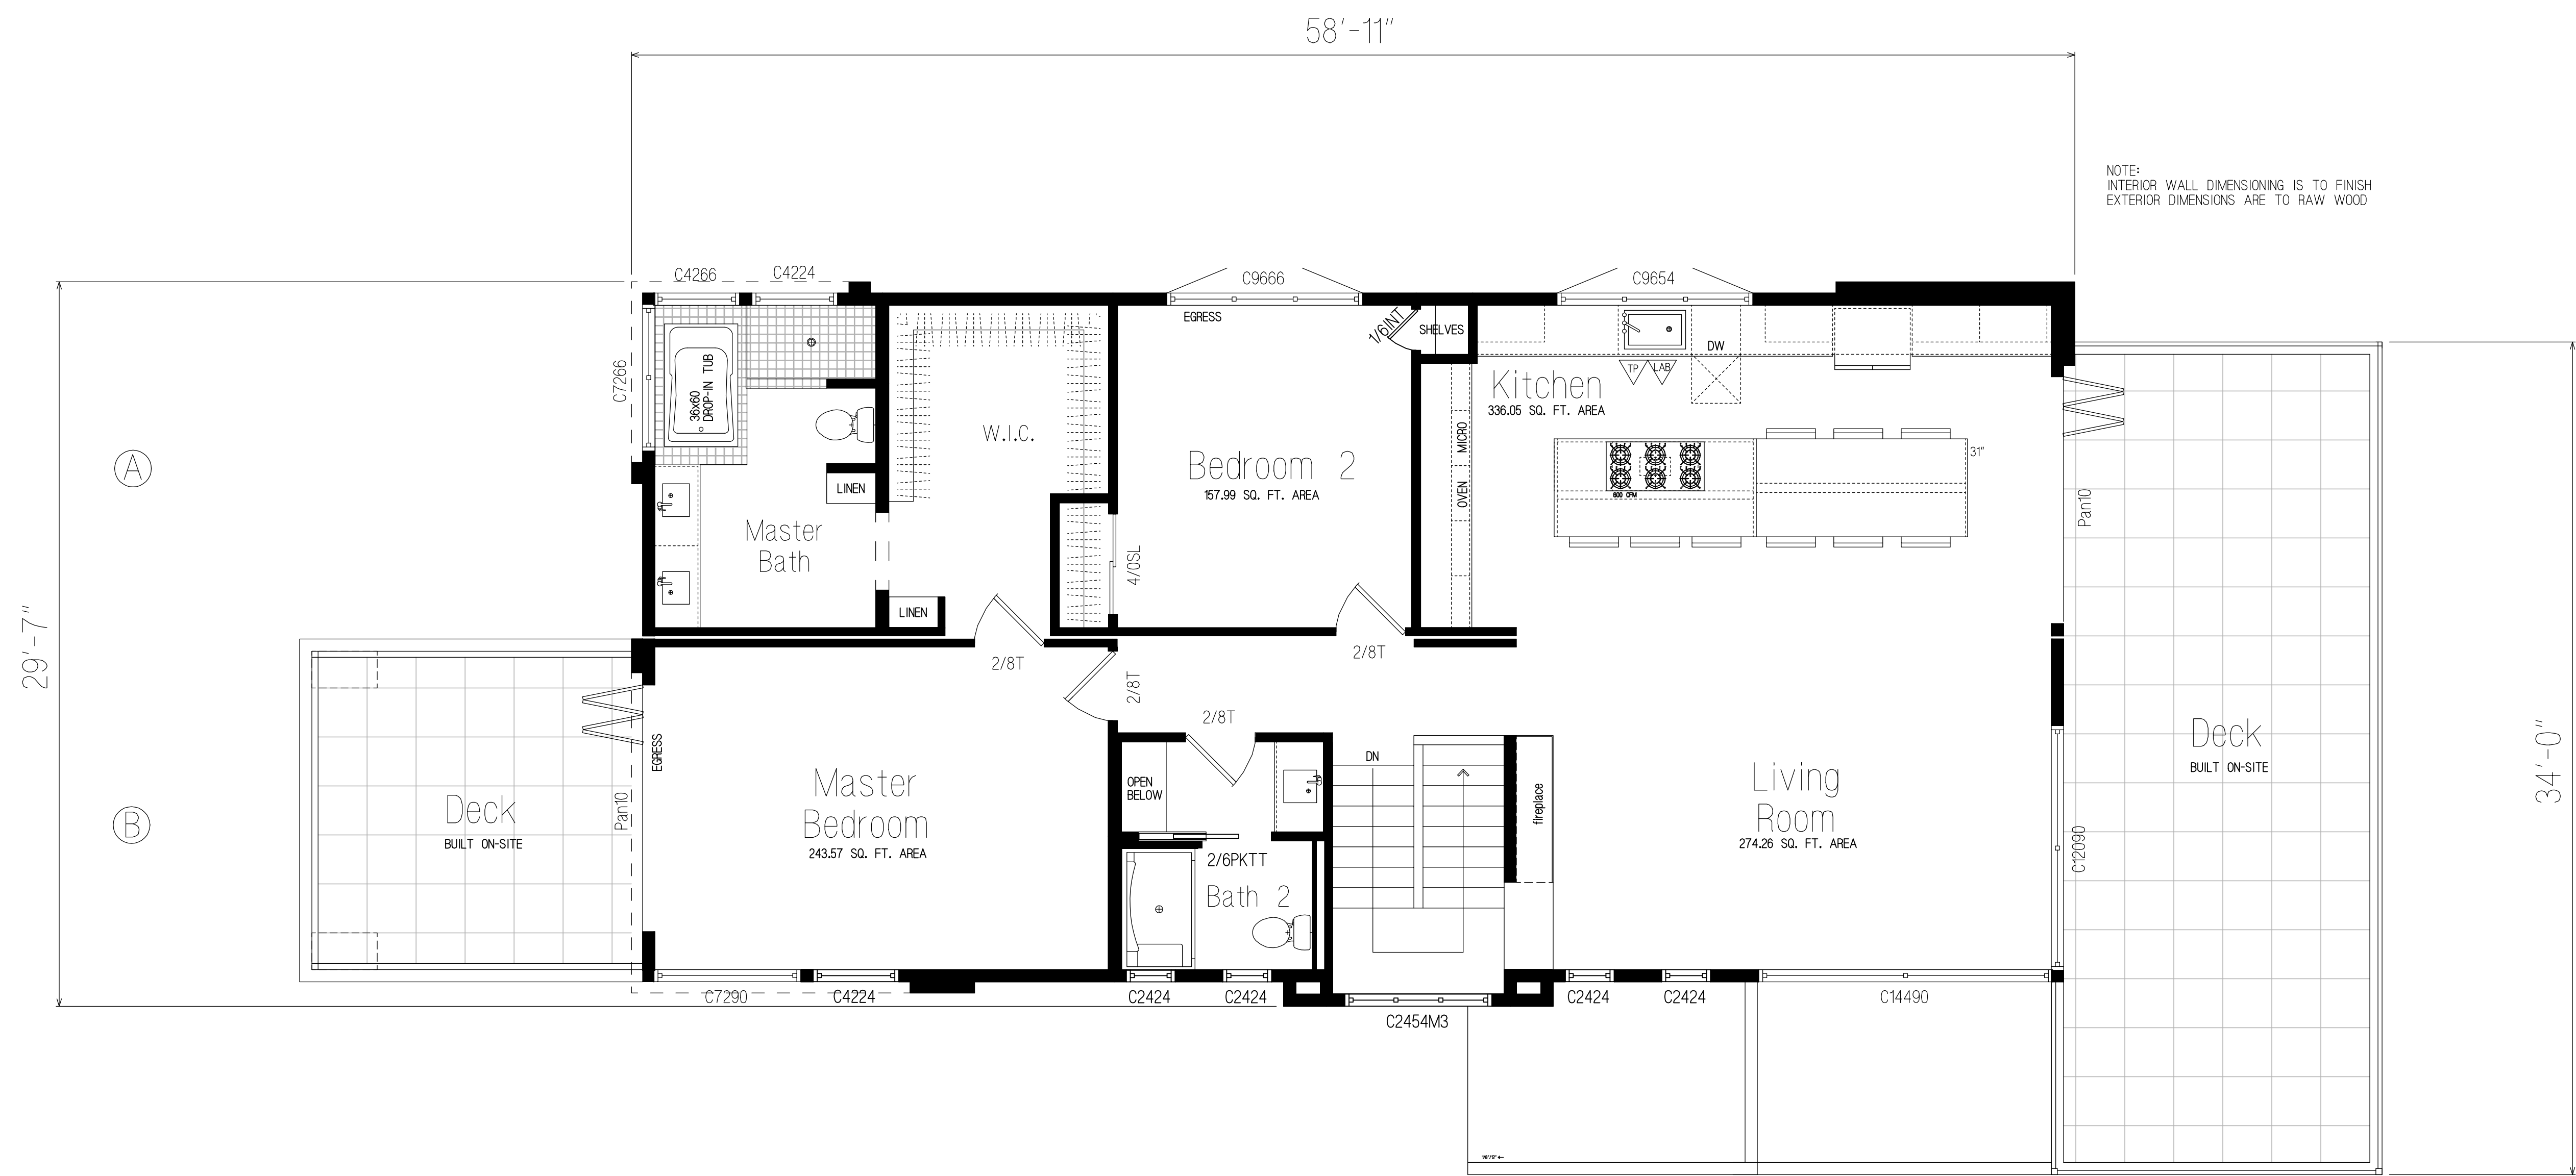 58'-11"
NOTE:
INTERIOR WALL DIMENSIONING IS TO FINISH
EXTERIOR DIMENSIONS ARE TO RAW WOOD
C4266
C4224
C9666
C9654
EGRESS
1/6INT
SHELVES
DW
TP
LAB
C7266
36x60
DROP-IN TUB
Kitchen
336.05 SQ. FT. AREA
W.I.C.
MICRO
31"
A
Bedroom 2
157.99 SQ. FT. AREA
OVEN
600 CFM
LINEN
Pan10
Master
Bath
4/0SL
LINEN
29'-7"
2/8T
2/8T
2/8T
2/8T
EGRESS
DN
Deck
BUILT ON-SITE
34'-0"
Master
Bedroom
243.57 SQ. FT. AREA
OPEN
BELOW
fireplace
Living
Room
274.26 SQ. FT. AREA
B
Deck
BUILT ON-SITE
Pan10
C12090
2/6PKTT
Bath 2
C7290
C4224
C2424
C2424
C2454M3
C2424
C2424
C14490